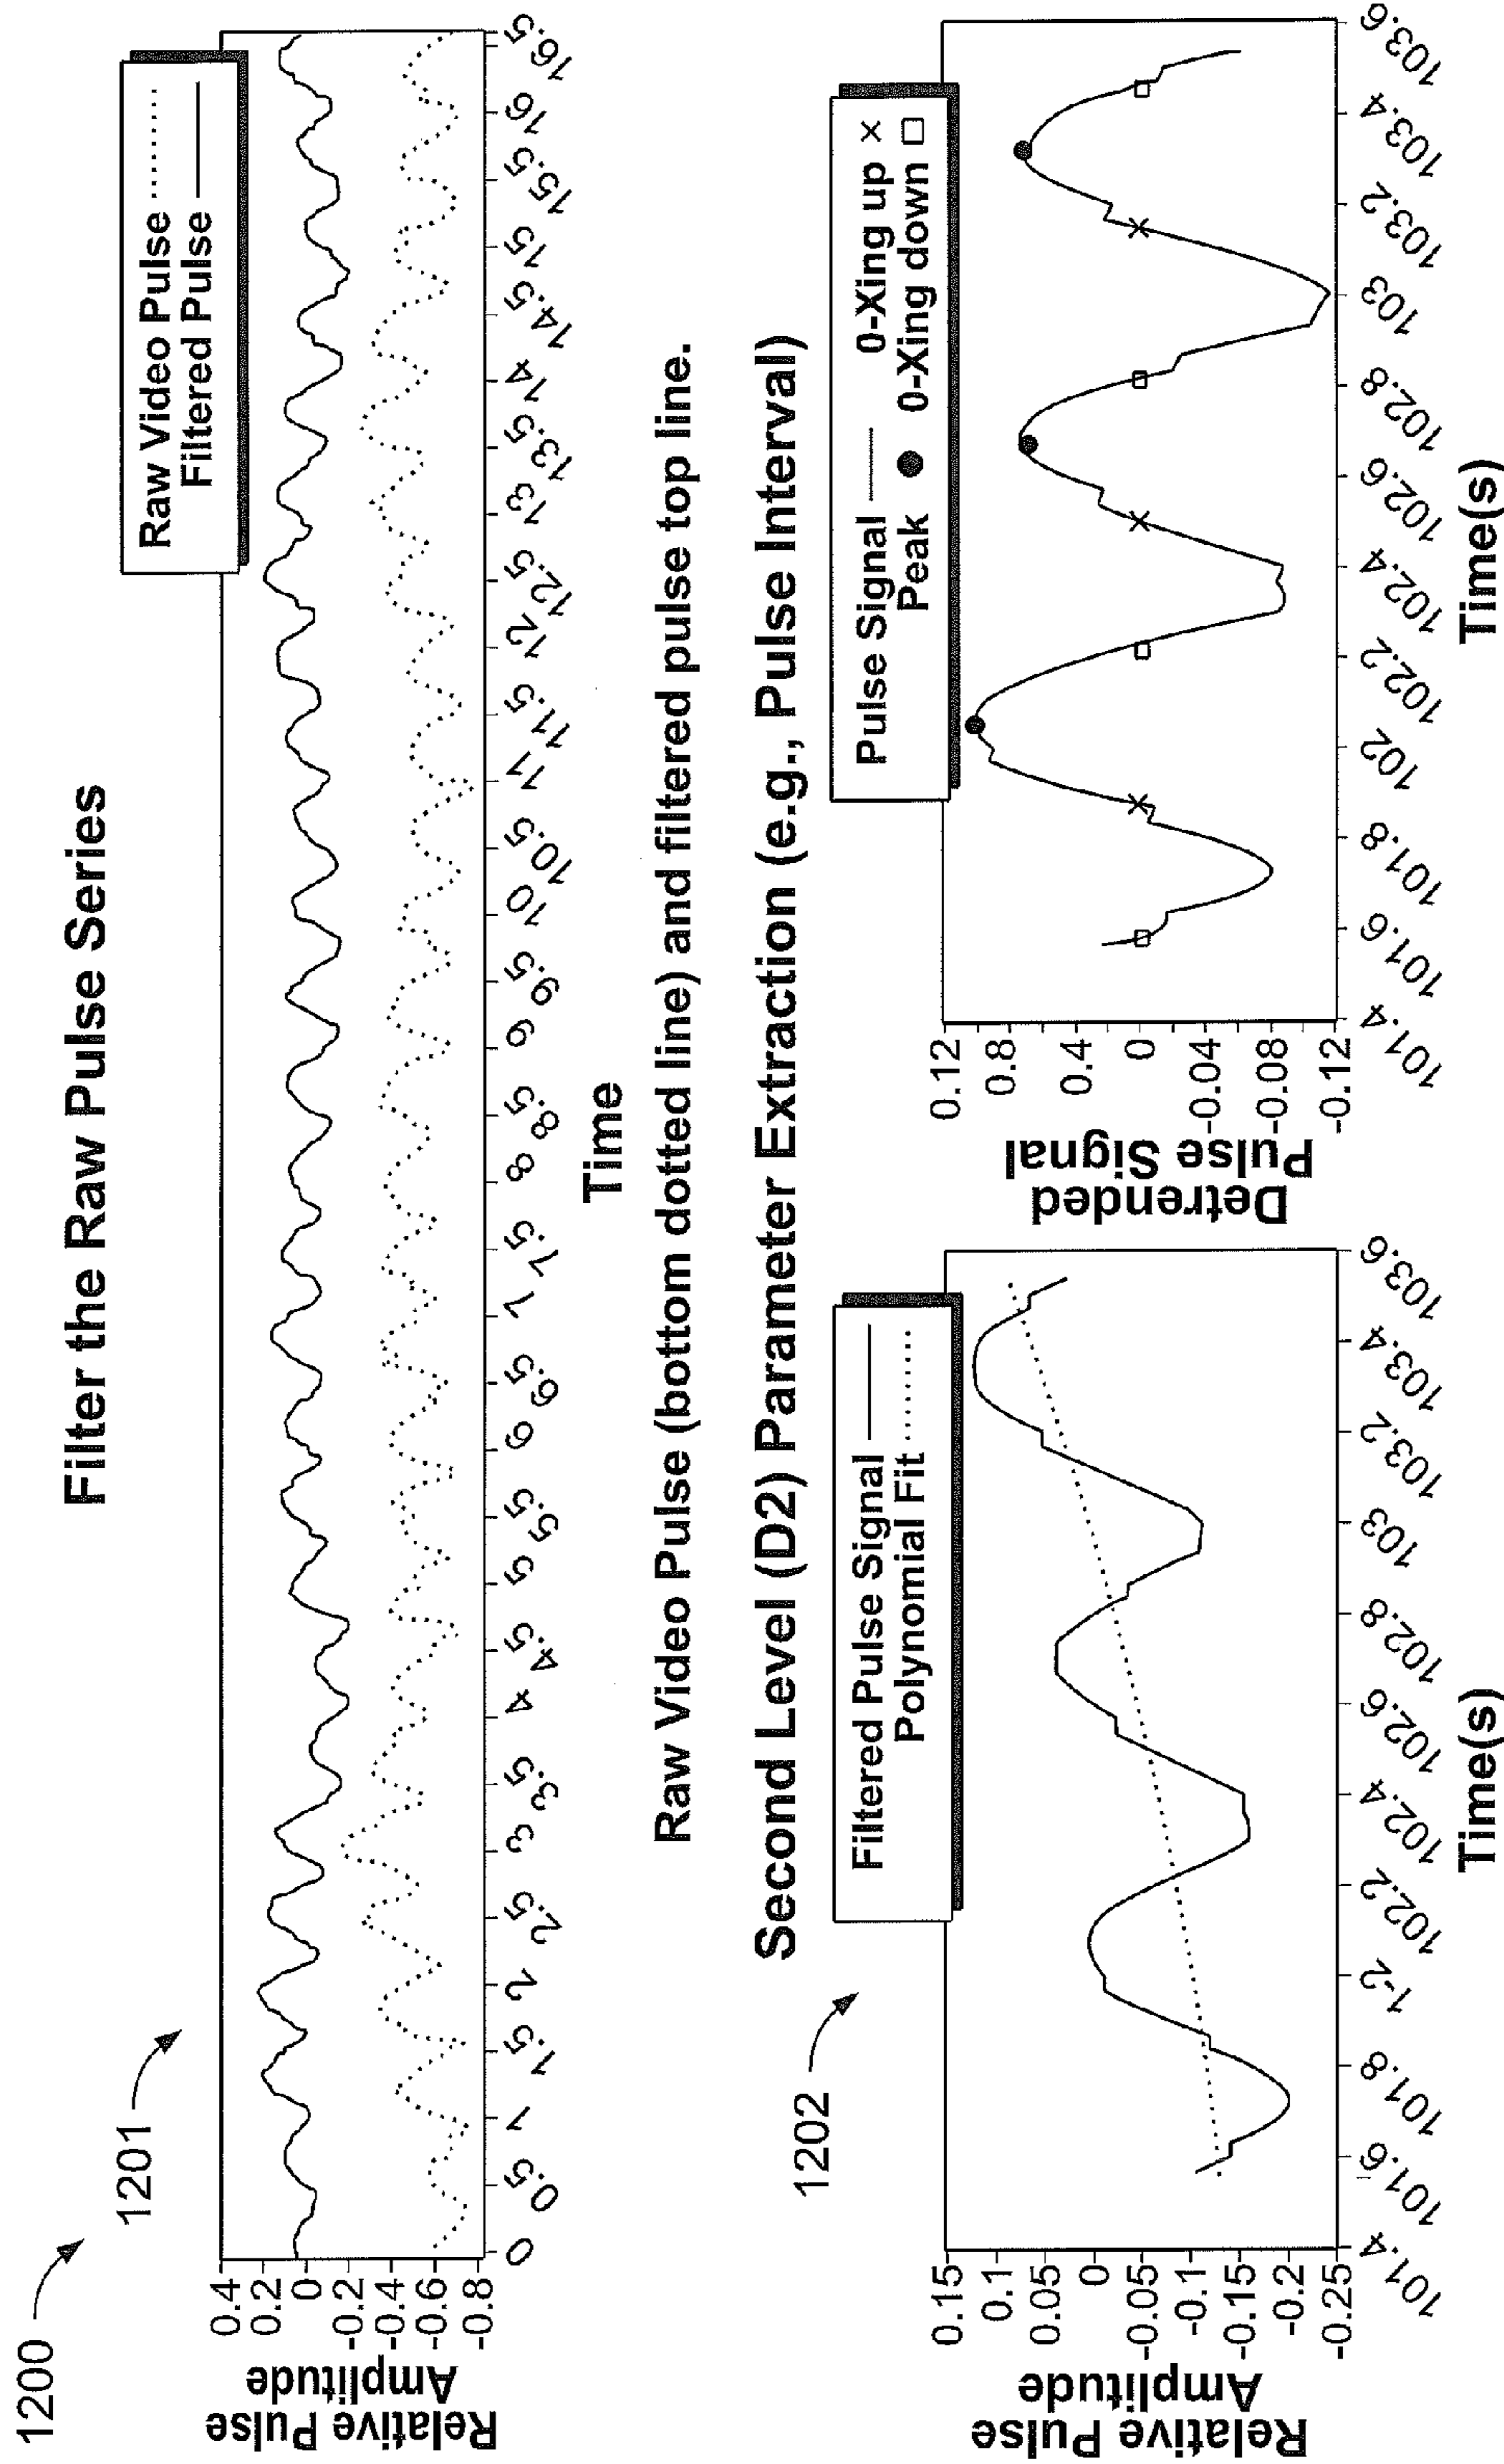 1200
Filter the Raw Pulse Series
1201
Raw Video Pulse
Filtered Pulse
Relative Pulse
Amplitude
0.4
0.2
0
-0.2
-0.4
-0.6
-0.8
0 0.5 1 1.5 2 2.5 3 3.5 4 4.5 5 5.5 6 6.5 7 7.5 8 8.5 9 9.5 10 10.5 11 11.5 12 12.5 13 13.5 14 14.5 15 15.5 16 16.5
Time
Raw Video Pulse (bottom dotted line) and filtered pulse top line.
Second Level (D2) Parameter Extraction (e.g., Pulse Interval)
1202
Filtered Pulse Signal
Polynomial Fit
Relative Pulse
Amplitude
0.15
0.1
0.05
0
-0.05
-0.1
-0.15
-0.2
-0.25
101.4 101.6 101.8 1-2 102.2 102.4 102.6 102.8 103 103.2 103.4 103.6
Time(s)
Pulse Signal 0-Xing up
Peak 0-Xing down
Detrended
Pulse Signal
0.12
0.8
0.4
0
-0.04
-0.08
-0.12
101.4 101.6 101.8 102 102.2 102.4 102.6 102.8 103 103.2 103.4 103.6
Time(s)